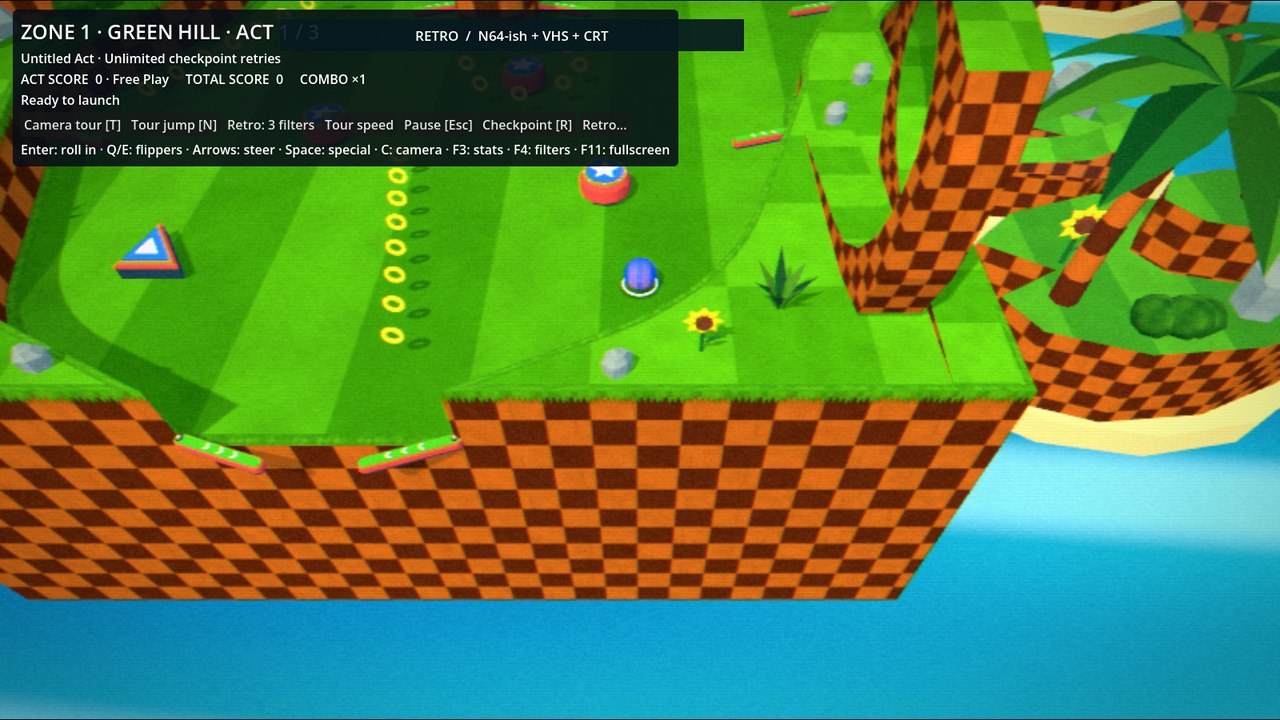 ZONE 1 · GREEN HILL · ACT 1 / 3
RETRO / N64-ish + VHS + CRT
Untitled Act · Unlimited checkpoint retries
ACT SCORE 0 · Free Play TOTAL SCORE 0 COMBO ×1
Ready to launch
Camera tour [T] Tour jump [N] Retro: 3 filters Tour speed Pause [Esc] Checkpoint [R] Retro...
Enter: roll in · Q/E: flippers · Arrows: steer · Space: special · C: camera · F3: stats · F4: filters · F11: fullscreen